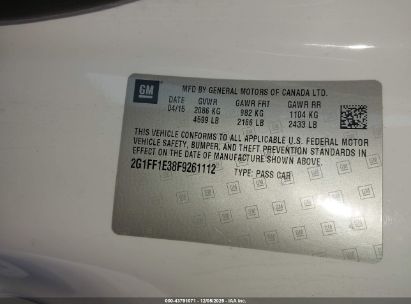 GM
MFD BY GENERAL MOTORS OF CANADA LTD.
DATE GVWR GAWR FRT GAWR RR
04/15 2086 KG 982 KG 1104 KG
4599 LB 2166 LB 2433 LB
THIS VEHICLE CONFORMS TO ALL APPLICABLE U.S. FEDERAL MOTOR
VEHICLE SAFETY, BUMPER, AND THEFT PREVENTION STANDARDS IN
EFFECT ON THE DATE OF MANUFACTURE SHOWN ABOVE.
2G1FF1E38F9261112 TYPE: PASS CAR